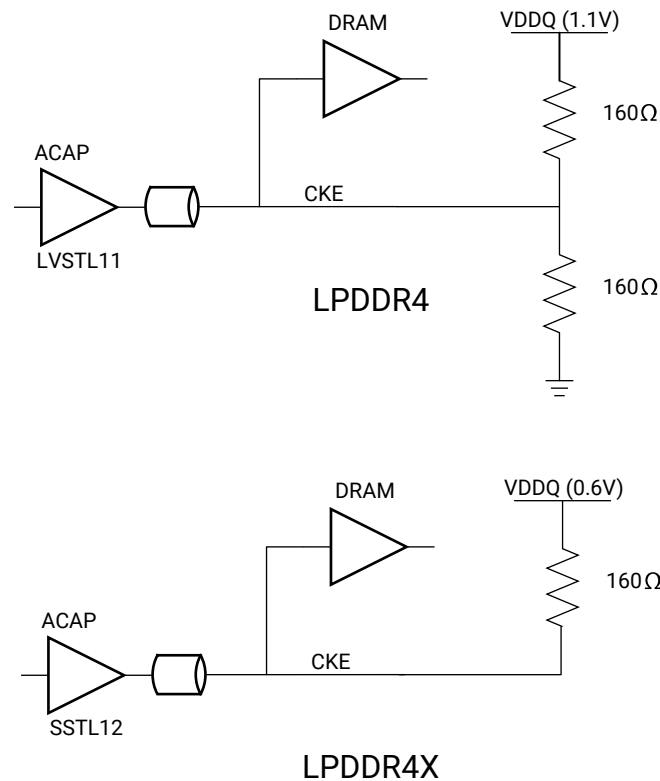 DRAM
VDDQ (1.1V)
160Ω
ACAP
CKE
LVSTL11
160Ω
LPDDR4
DRAM
VDDQ (0.6V)
160Ω
ACAP
CKE
SSTL12
LPDDR4X